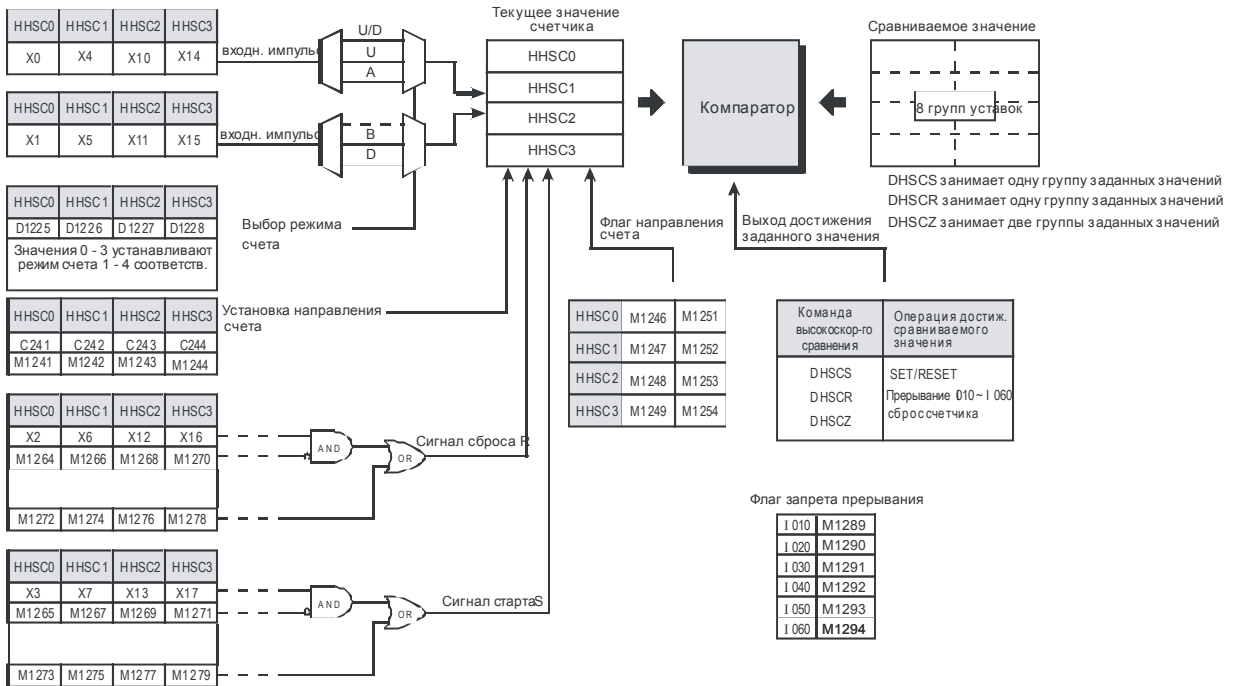 HHSC0 HHSC1 HHSC2 HHSC3
X0 X4 X10 X14
входн. импульс
U/D
U
A
HHSC0 HHSC1 HHSC2 HHSC3
X1 X5 X11 X15
входн. импульс
B
D
HHSC0 HHSC1 HHSC2 HHSC3
D1225 D1226 D1227 D1228
Значения 0 - 3 устанавливают
режим счета 1 - 4 соответств.
Выбор режима
счета
HHSC0 HHSC1 HHSC2 HHSC3
C241 C242 C243 C244
M1241 M1242 M1243 M1244
Установка направления
счета
HHSC0 HHSC1 HHSC2 HHSC3
X2 X6 X12 X16
M1264 M1266 M1268 M1270
M1272 M1274 M1276 M1278
AND
OR
Сигнал сброса R
HHSC0 HHSC1 HHSC2 HHSC3
X3 X7 X13 X17
M1265 M1267 M1269 M1271
M1273 M1275 M1277 M1279
AND
OR
Сигнал стартаS
Текущее значение
счетчика
HHSC0
HHSC1
HHSC2
HHSC3
Компаратор
Сравниваемое значение
8 групп уставок
DHSCS занимает одну группу заданных значений
DHSCR занимает одну группу заданных значений
DHSCZ занимает две группы заданных значений
Флаг направления
счета
Выход достижения
заданного значения
HHSC0 M1246 M1251
HHSC1 M1247 M1252
HHSC2 M1248 M1253
HHSC3 M1249 M1254
Команда
высокоскор-го
сравнения
Операция достиж.
сравниваемого
значения
DHSCS
DHSCR
DHSCZ
SET/RESET
Прерывание I010 ~ I 060
сброссчетчика
Флаг запрета прерывания
I 010 M1289
I 020 M1290
I 030 M1291
I 040 M1292
I 050 M1293
I 060 M1294